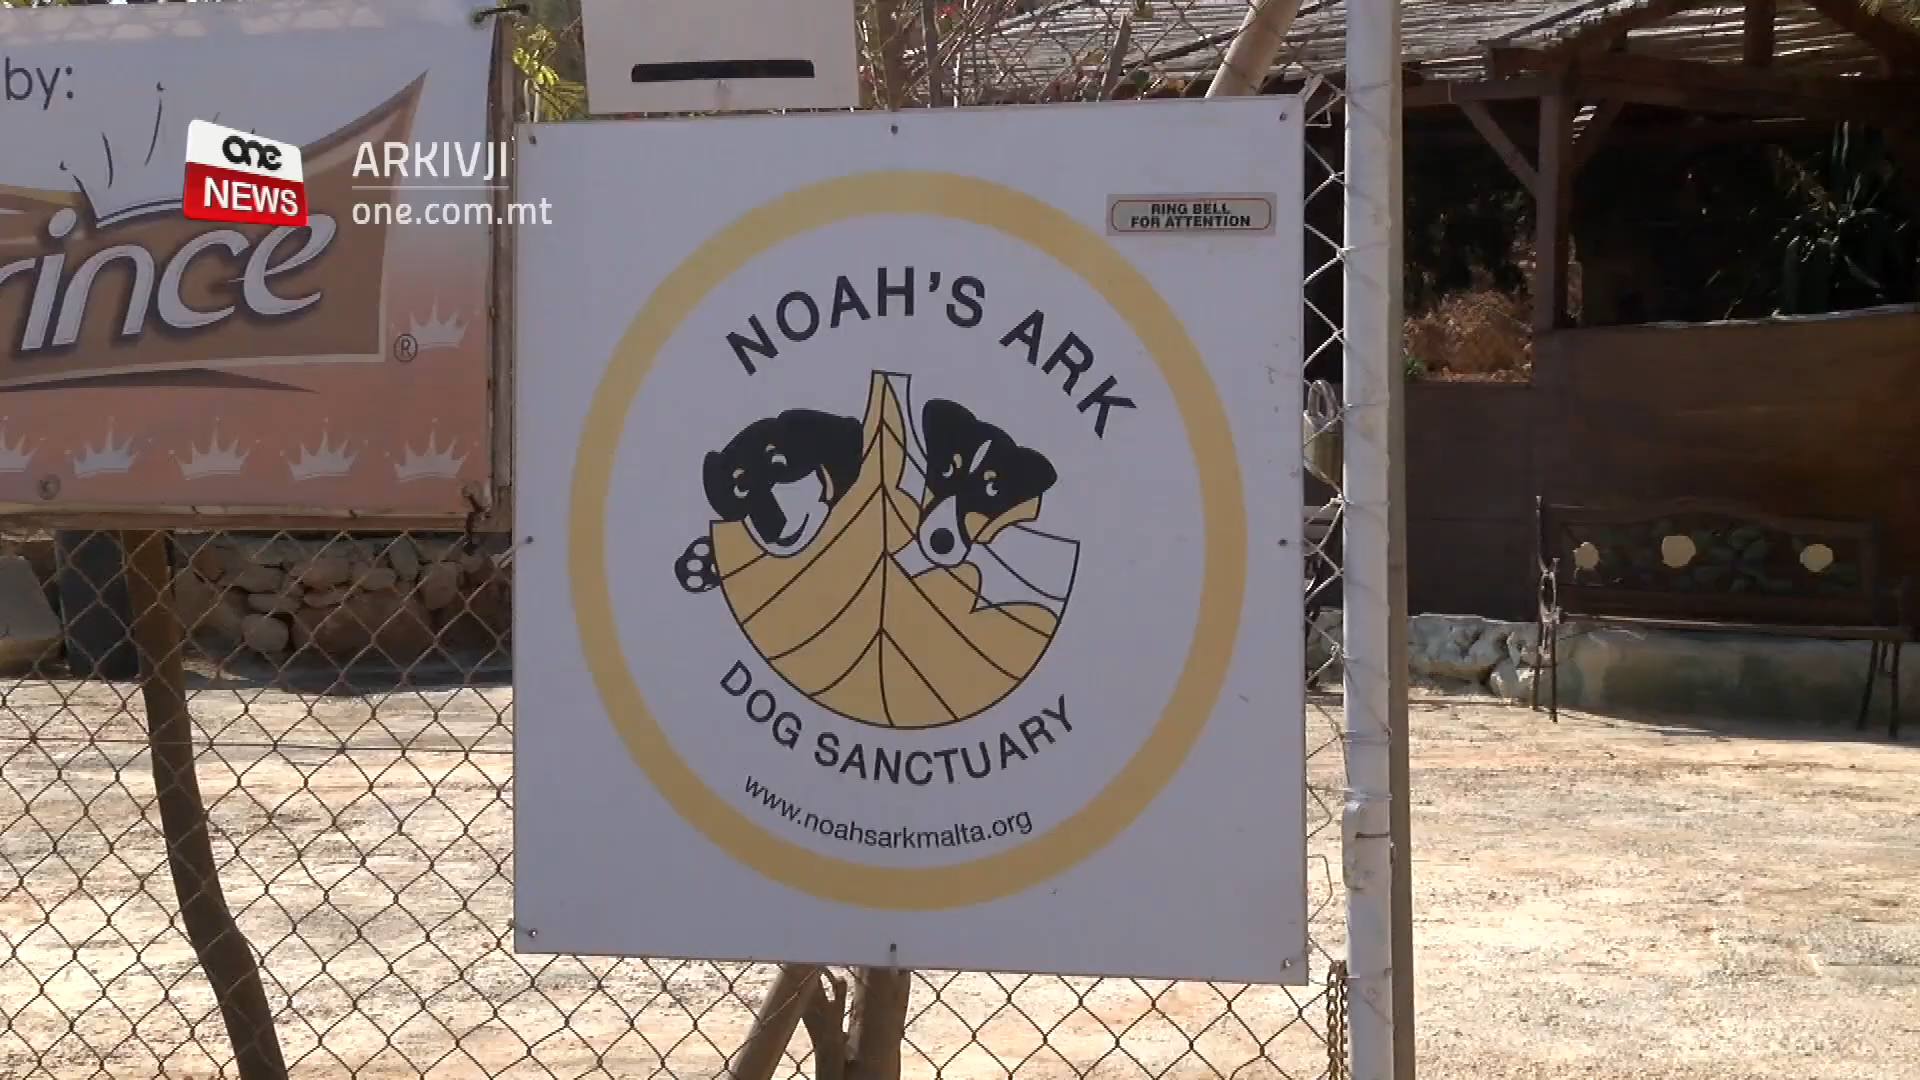 by:
rince
®
one
NEWS
ARKIVJI
one.com.mt
RING BELL
FOR ATTENTION
NOAH'S ARK
DOG SANCTUARY
www.noahsarkmalta.org